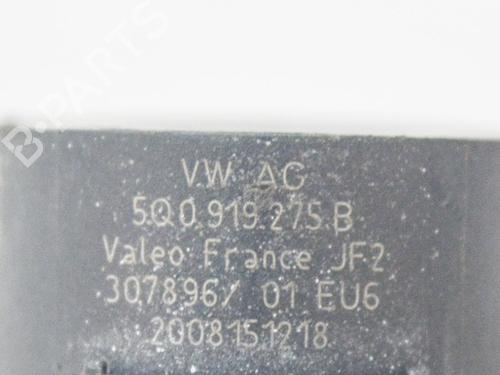 B-PARTS
VW AG
5Q0.919.275.B
Valeo France JF2
307896/ 01 EU6
2008151218